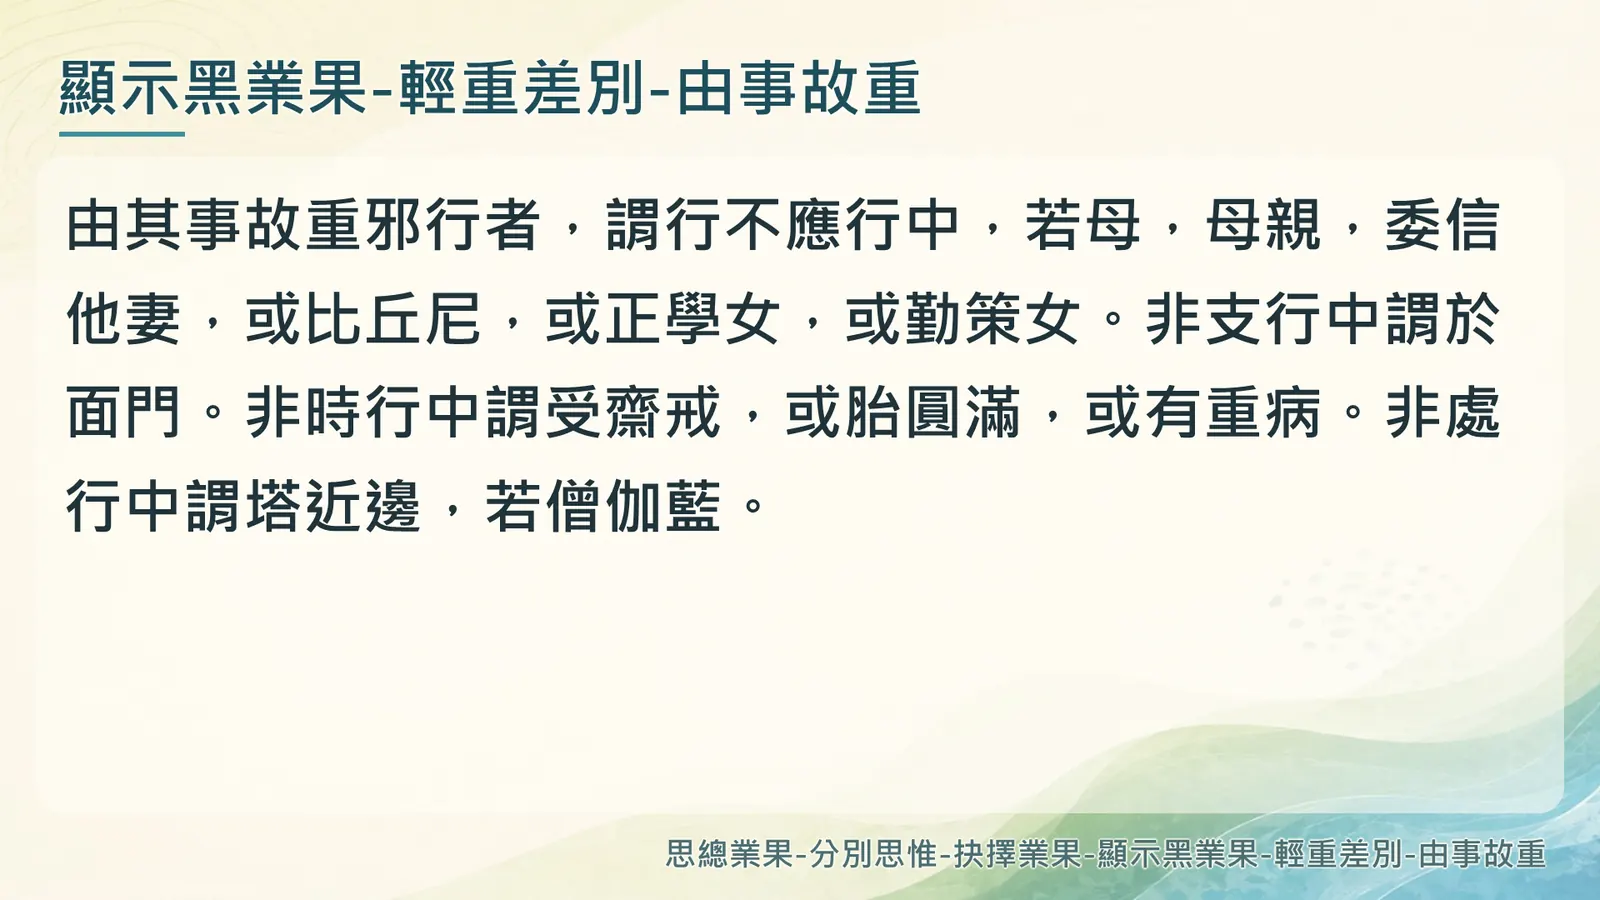 顯示黑業果-輕重差別-由事故重
由其事故重邪行者，謂行不應行中，若母，母親，委信
他妻，或比丘尼，或正學女，或勤策女。非支行中謂於
面門。非時行中謂受齋戒，或胎圓滿，或有重病。非處
行中謂塔近邊，若僧伽藍。
思總業果-分別思惟-抉擇業果-顯示黑業果-輕重差別-由事故重